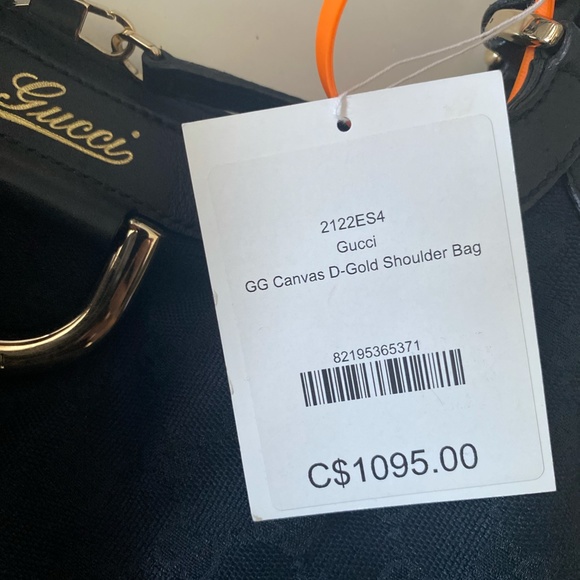 Gucci
2122ES4
Gucci
GG Canvas D-Gold Shoulder Bag
82195365371
C$1095.00